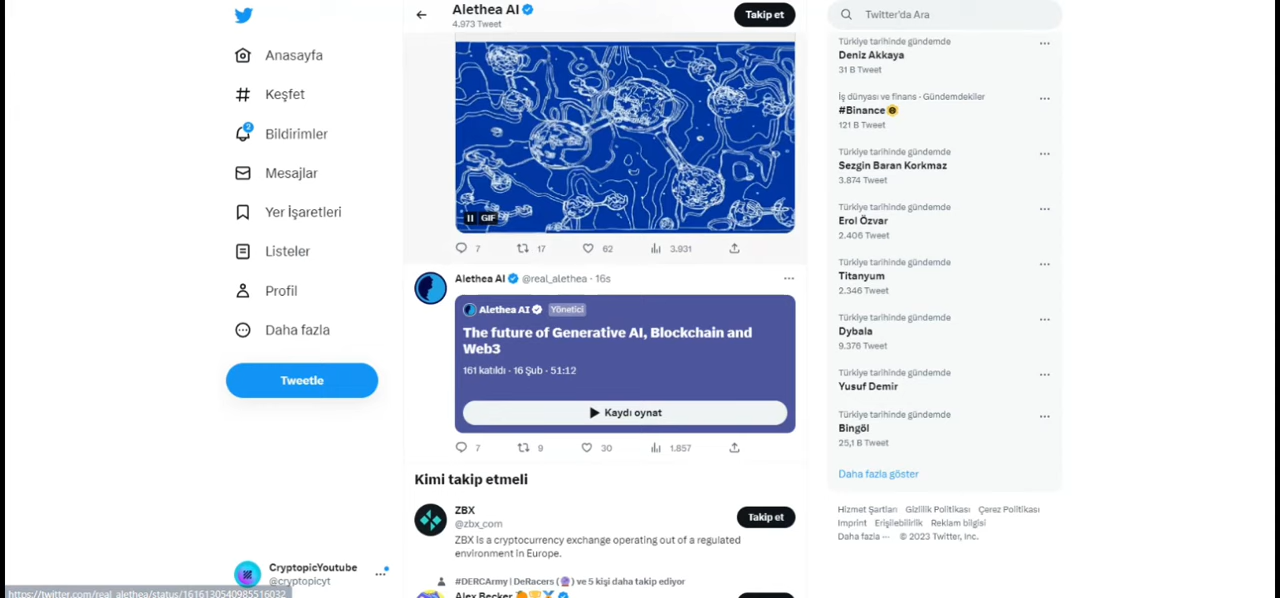 Anasayfa
Keşfet
2
Bildirimler
Mesajlar
Yer İşaretleri
Listeler
Profil
Daha fazla
Tweetle
CryptopicYoutube
@cryptopicyt
https://twitter.com/real_alethea/status/1616130540985516032
Alethea AI
4.973 Tweet
Takip et
GIF
7 17 62 3.931
Alethea AI @real_alethea · 16s
Alethea AI Yönetici
The future of Generative AI, Blockchain and
Web3
161 katıldı · 16 Şub · 51:12
Kaydı oynat
7 9 30 1.857
Kimi takip etmeli
ZBX
@zbx_com
Takip et
ZBX is a cryptocurrency exchange operating out of a regulated
environment in Europe.
#DERCArmy | DeRacers (🔮) ve 5 kişi daha takip ediyor
Alex Becker
Twitter'da Ara
Türkiye tarihinde gündemde
Deniz Akkaya
31 B Tweet
İş dünyası ve finans · Gündemdekiler
#Binance
121 B Tweet
Türkiye tarihinde gündemde
Sezgin Baran Korkmaz
3.874 Tweet
Türkiye tarihinde gündemde
Erol Özvar
2.406 Tweet
Türkiye tarihinde gündemde
Titanyum
2.346 Tweet
Türkiye tarihinde gündemde
Dybala
9.376 Tweet
Türkiye tarihinde gündemde
Yusuf Demir
Türkiye tarihinde gündemde
Bingöl
25,1 B Tweet
Daha fazla göster
Hizmet Şartları Gizlilik Politikası Çerez Politikası
Imprint Erişilebilirlik Reklam bilgisi
Daha fazla ··· © 2023 Twitter, Inc.